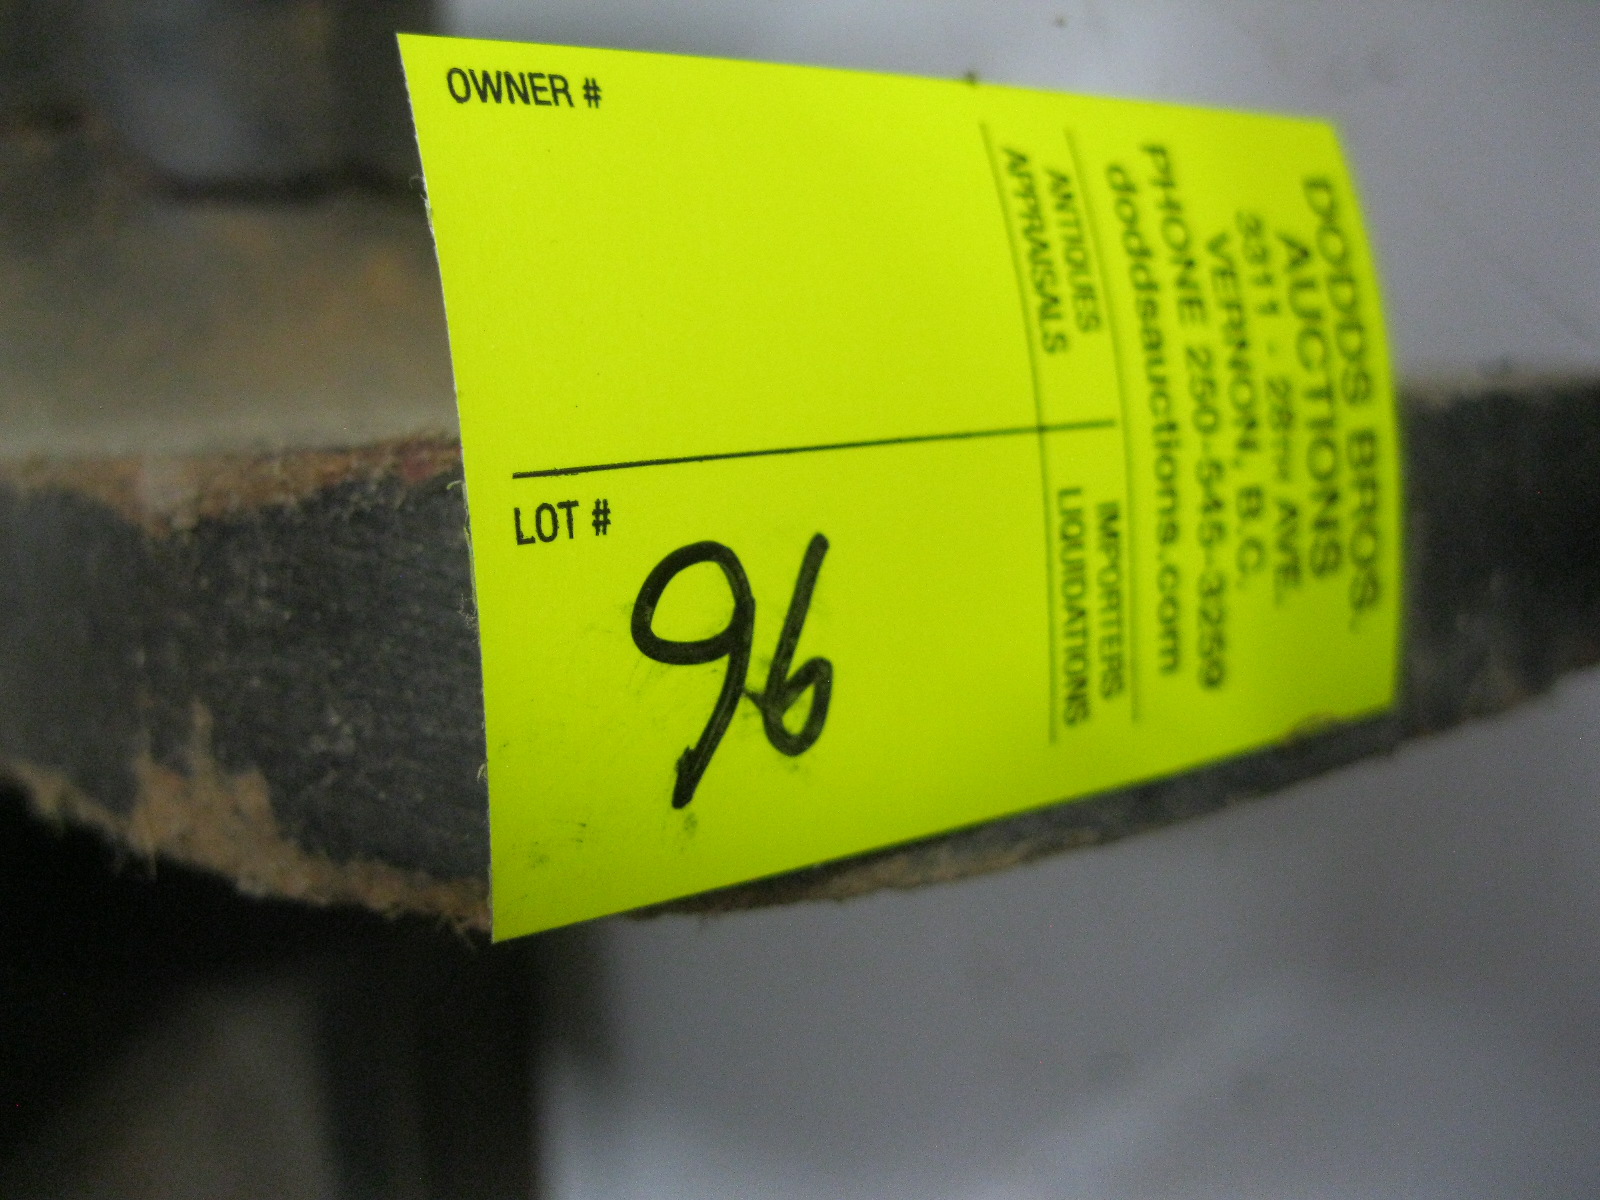 OWNER #
LOT #
96
DODDS BROS.
AUCTIONS
3311 - 28TH AVE.
VERNON, B.C.
PHONE 250-545-3259
doddsauctions.com
ANTIQUES IMPORTERS
APPRAISALS LIQUIDATIONS